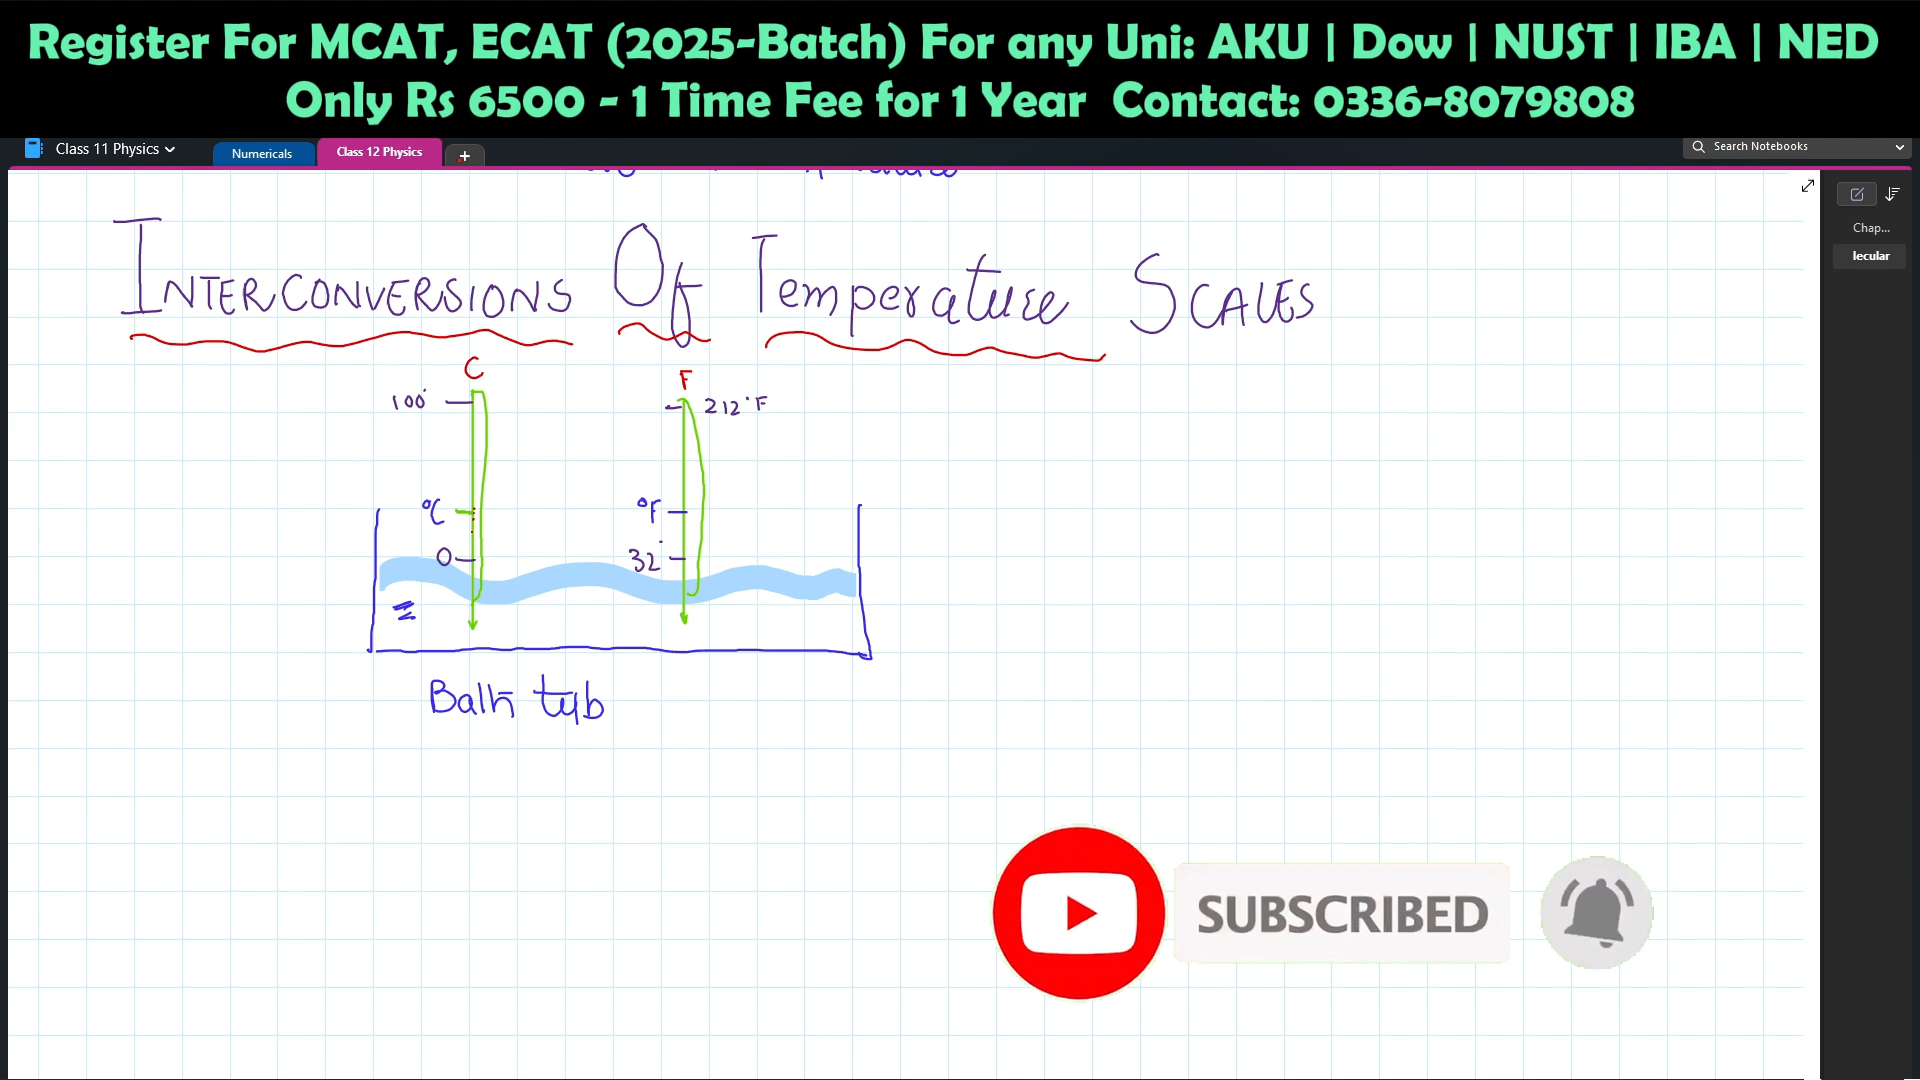 Register For MCAT, ECAT (2025-Batch) For any Uni: AKU | Dow | NUST | IBA | NED
Only Rs 6500 - 1 Time Fee for 1 Year Contact: 0336-8079808
Class 11 Physics
Numericals
Class 12 Physics
+
Search Notebooks
Chap...
lecular
INTERCONVERSIONS Of Temperature SCALES
C
F
100°
212°F
°C
°F
0
32°
Bath tub
SUBSCRIBED